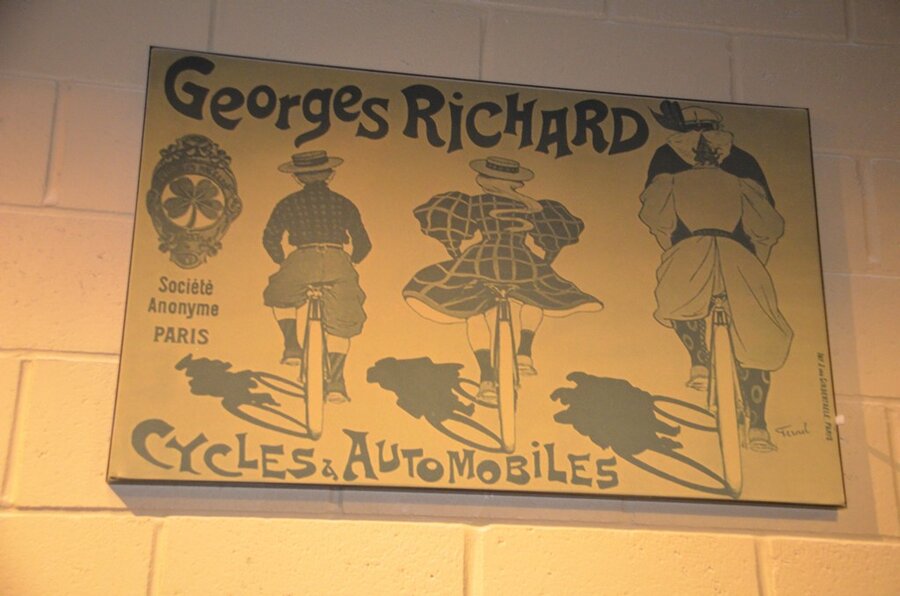 Georges RICHARD
Société
Anonyme
PARIS
CYCLES & AUTOMOBILES